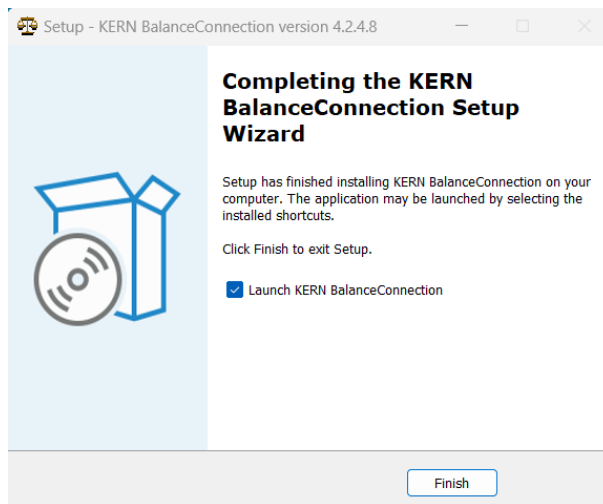 Setup - KERN BalanceConnection version 4.2.4.8
Completing the KERN
BalanceConnection Setup
Wizard
Setup has finished installing KERN BalanceConnection on your
computer. The application may be launched by selecting the
installed shortcuts.
Click Finish to exit Setup.
Launch KERN BalanceConnection
Finish